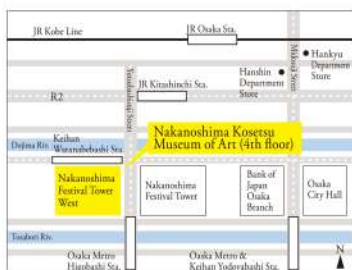 JR Kobe Line
JR Osaka Sta.
Hankyu
Department
Store
Hanshin
Department
Store
Yotsubashisuji Street
Midosuji Street
JR Kitashinchi Sta.
R2
Nakanoshima Kosetsu
Museum of Art (4th floor)
Keihan
Watanabebashi Sta.
Dojima Riv.
Nakanoshima
Festival Tower
West
Nakanoshima
Festival Tower
Bank of
Japan
Osaka
Branch
Osaka
City Hall
Tosabori Riv.
Osaka Metro
Higobashi Sta.
Osaka Metro &
Keihan Yodoyabashi Sta.
N